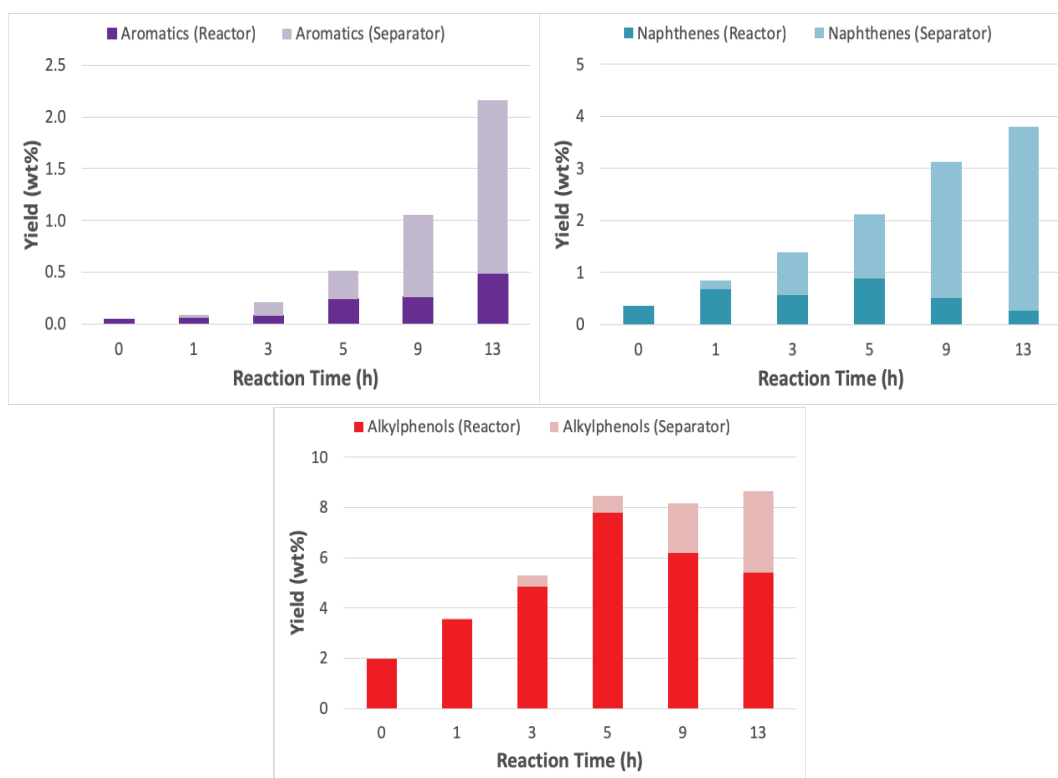 Aromatics (Reactor) Aromatics (Separator)
2.5
2.0
1.5
1.0
0.5
0.0
Yield (wt%)
0 1 3 5 9 13
Reaction Time (h)
Naphthenes (Reactor) Naphthenes (Separator)
5
4
3
2
1
0
Yield (wt%)
0 1 3 5 9 13
Reaction Time (h)
Alkylphenols (Reactor) Alkylphenols (Separator)
10
8
6
4
2
0
Yield (wt%)
0 1 3 5 9 13
Reaction Time (h)